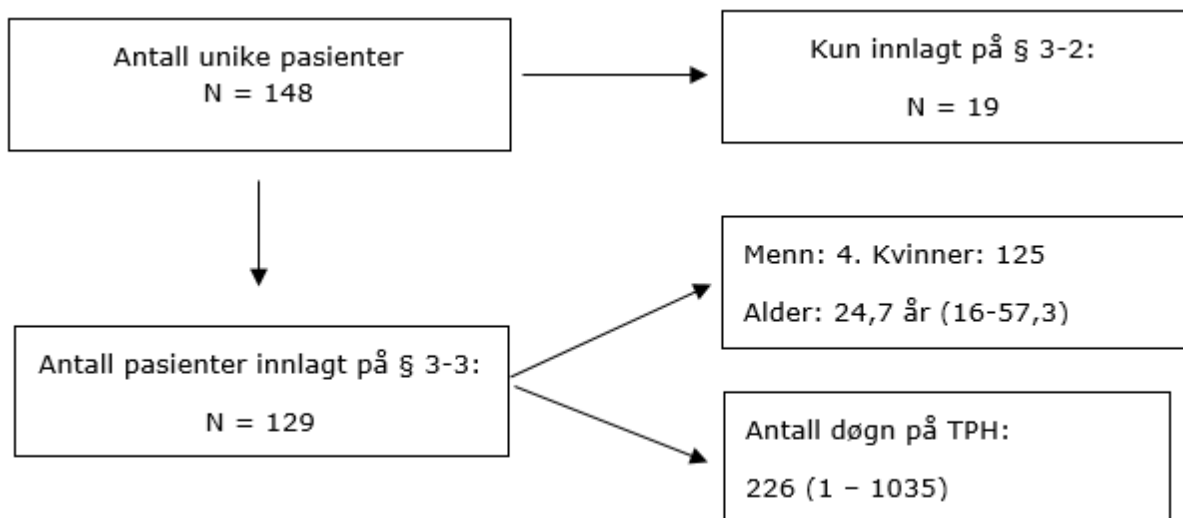 Antall unike pasienter
N = 148
Kun innlagt på § 3-2:
N = 19
Menn: 4. Kvinner: 125
Alder: 24,7 år (16-57,3)
Antall pasienter innlagt på § 3-3:
N = 129
Antall døgn på TPH:
226 (1 – 1035)